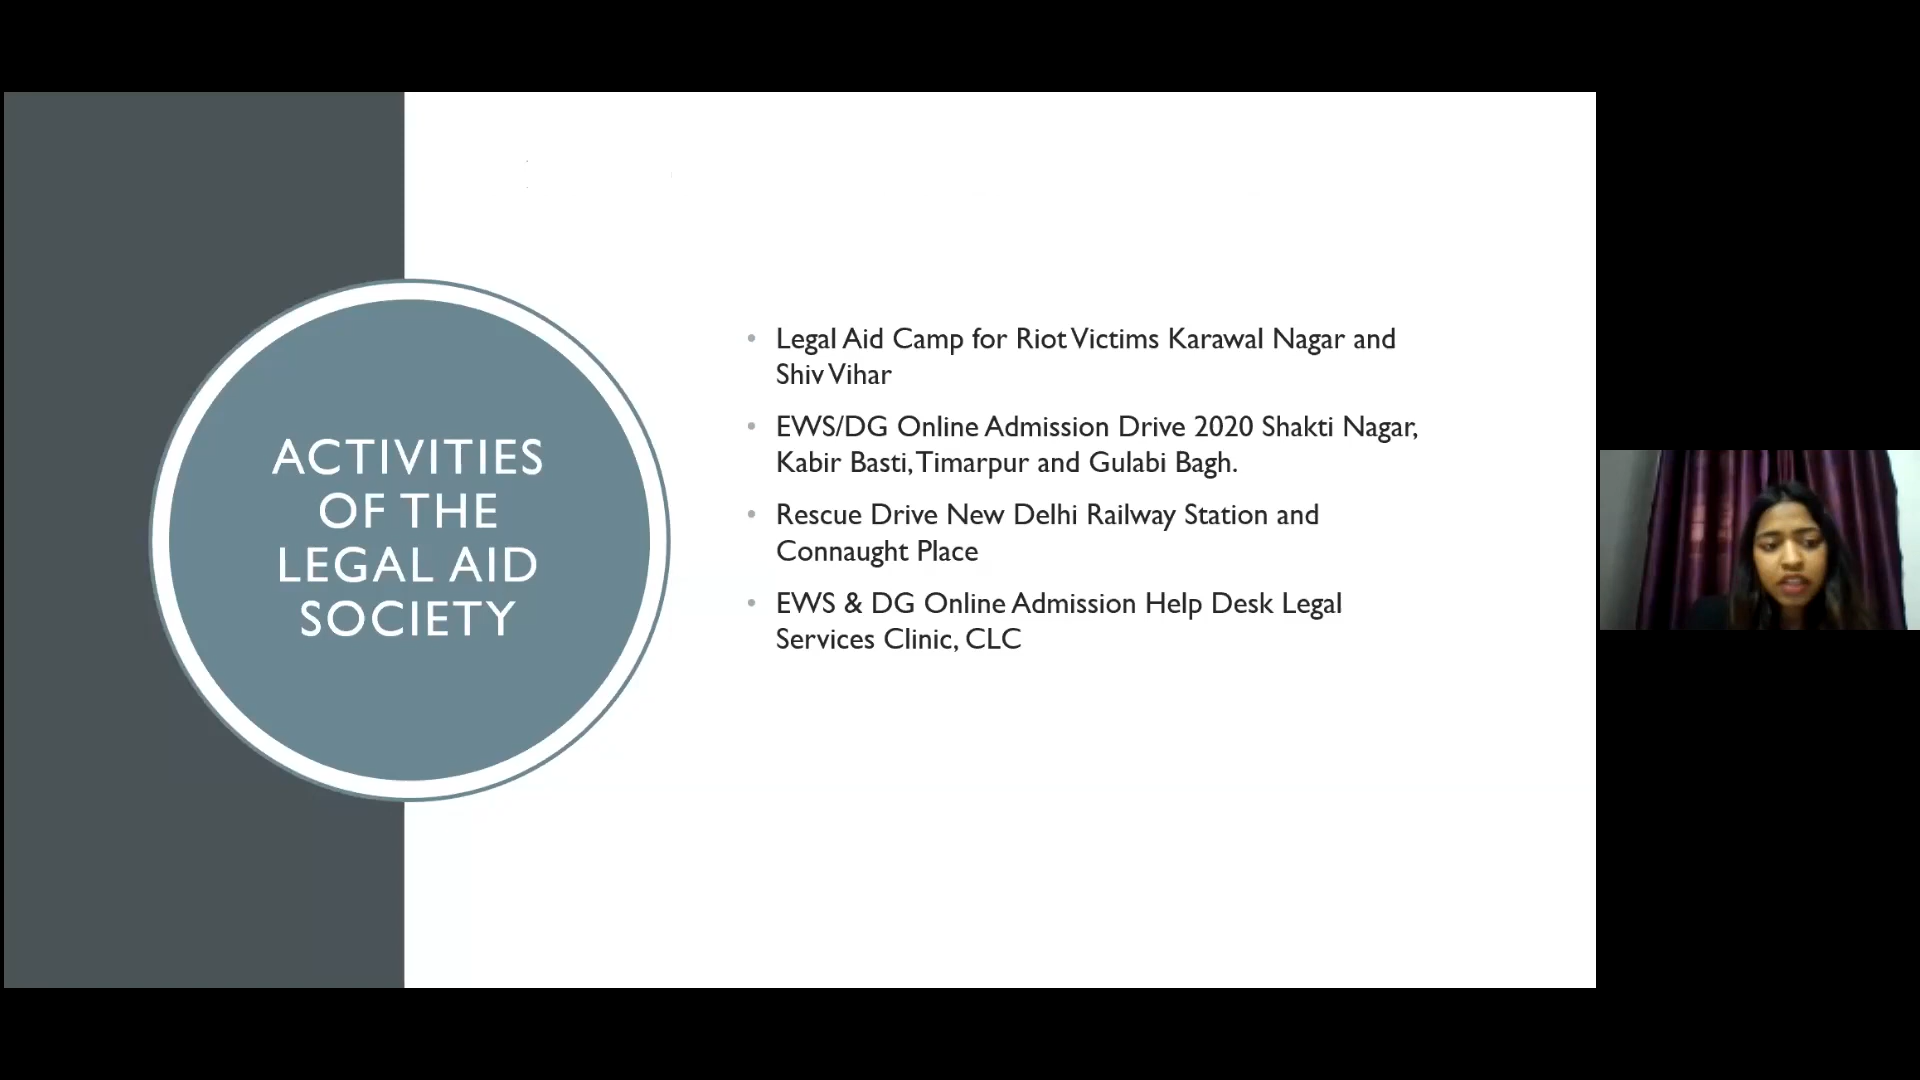 ACTIVITIES
OF THE
LEGAL AID
SOCIETY
• Legal Aid Camp for Riot Victims Karawal Nagar and
Shiv Vihar
• EWS/DG Online Admission Drive 2020 Shakti Nagar,
Kabir Basti, Timarpur and Gulabi Bagh.
• Rescue Drive New Delhi Railway Station and
Connaught Place
• EWS & DG Online Admission Help Desk Legal
Services Clinic, CLC